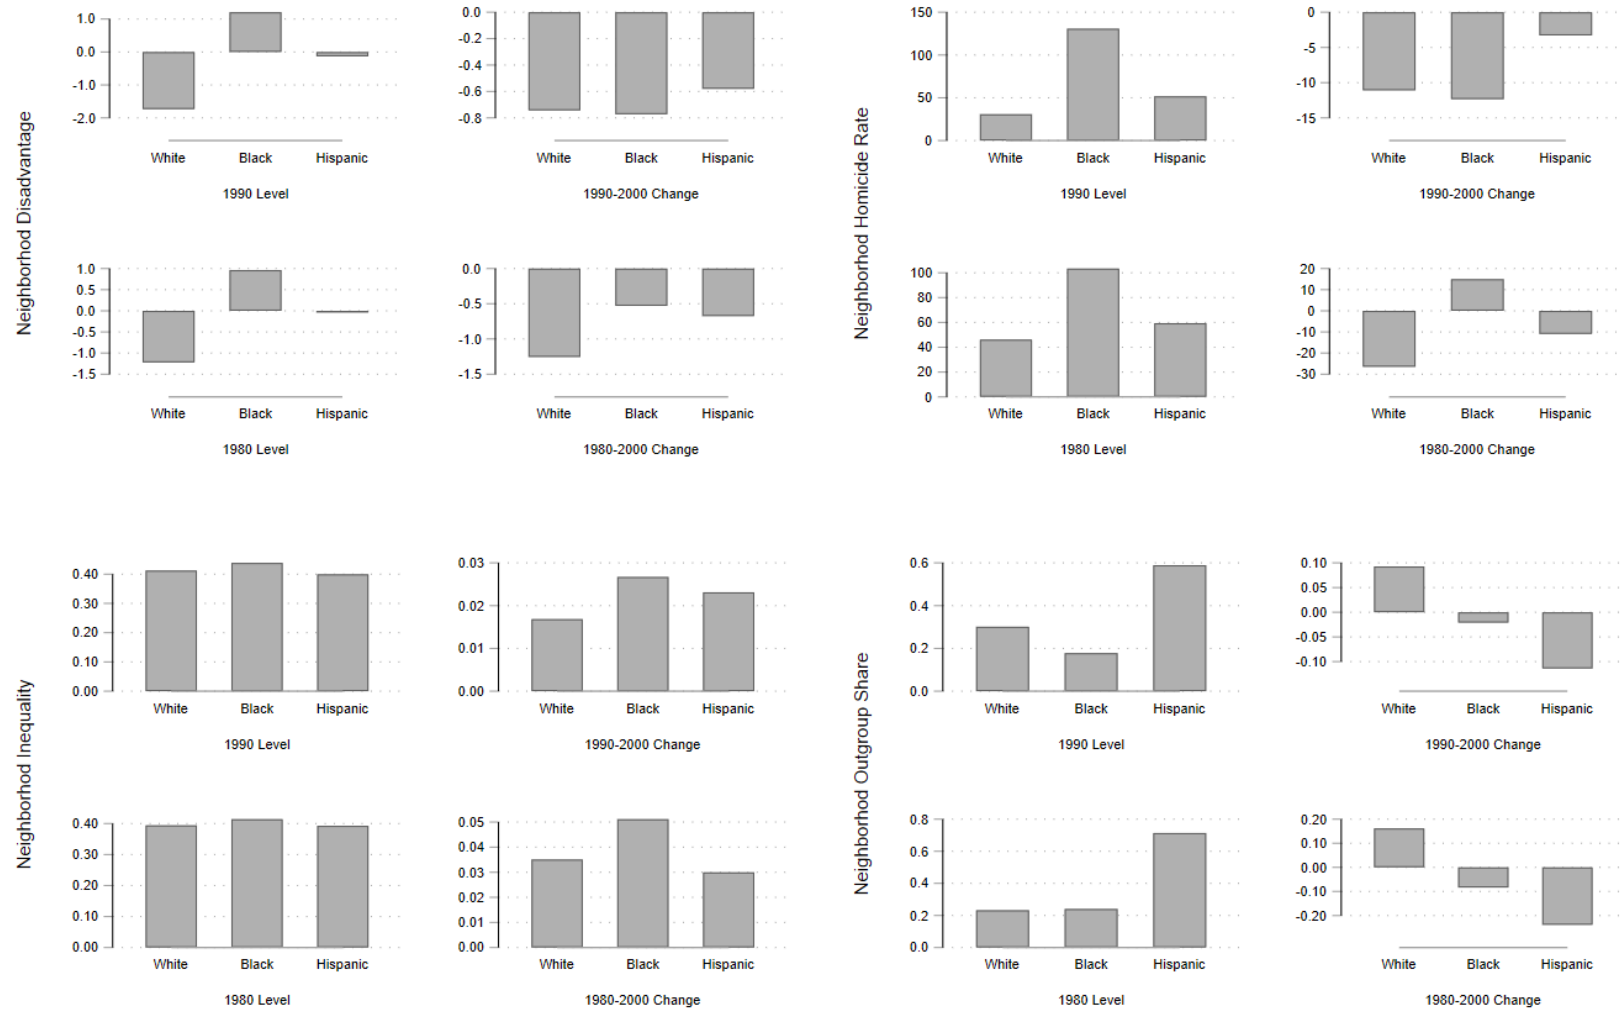 Neighborhod Disadvantage
1.0
0.0
-1.0
-2.0
White Black Hispanic
1990 Level
0.0
-0.2
-0.4
-0.6
-0.8
White Black Hispanic
1990-2000 Change
1.0
0.5
0.0
-0.5
-1.0
-1.5
White Black Hispanic
1980 Level
0.0
-0.5
-1.0
-1.5
White Black Hispanic
1980-2000 Change
Neighborhod Homicide Rate
150
100
50
0
White Black Hispanic
1990 Level
0
-5
-10
-15
White Black Hispanic
1990-2000 Change
100
80
60
40
20
0
White Black Hispanic
1980 Level
20
10
0
-10
-20
-30
White Black Hispanic
1980-2000 Change
Neighborhod Inequality
0.40
0.30
0.20
0.10
0.00
White Black Hispanic
1990 Level
0.03
0.02
0.01
0.00
White Black Hispanic
1990-2000 Change
0.40
0.30
0.20
0.10
0.00
White Black Hispanic
1980 Level
0.05
0.04
0.03
0.02
0.01
0.00
White Black Hispanic
1980-2000 Change
Neighborhod Outgroup Share
0.6
0.4
0.2
0.0
White Black Hispanic
1990 Level
0.10
0.05
0.00
-0.05
-0.10
White Black Hispanic
1990-2000 Change
0.8
0.6
0.4
0.2
0.0
White Black Hispanic
1980 Level
0.20
0.10
0.00
-0.10
-0.20
White Black Hispanic
1980-2000 Change